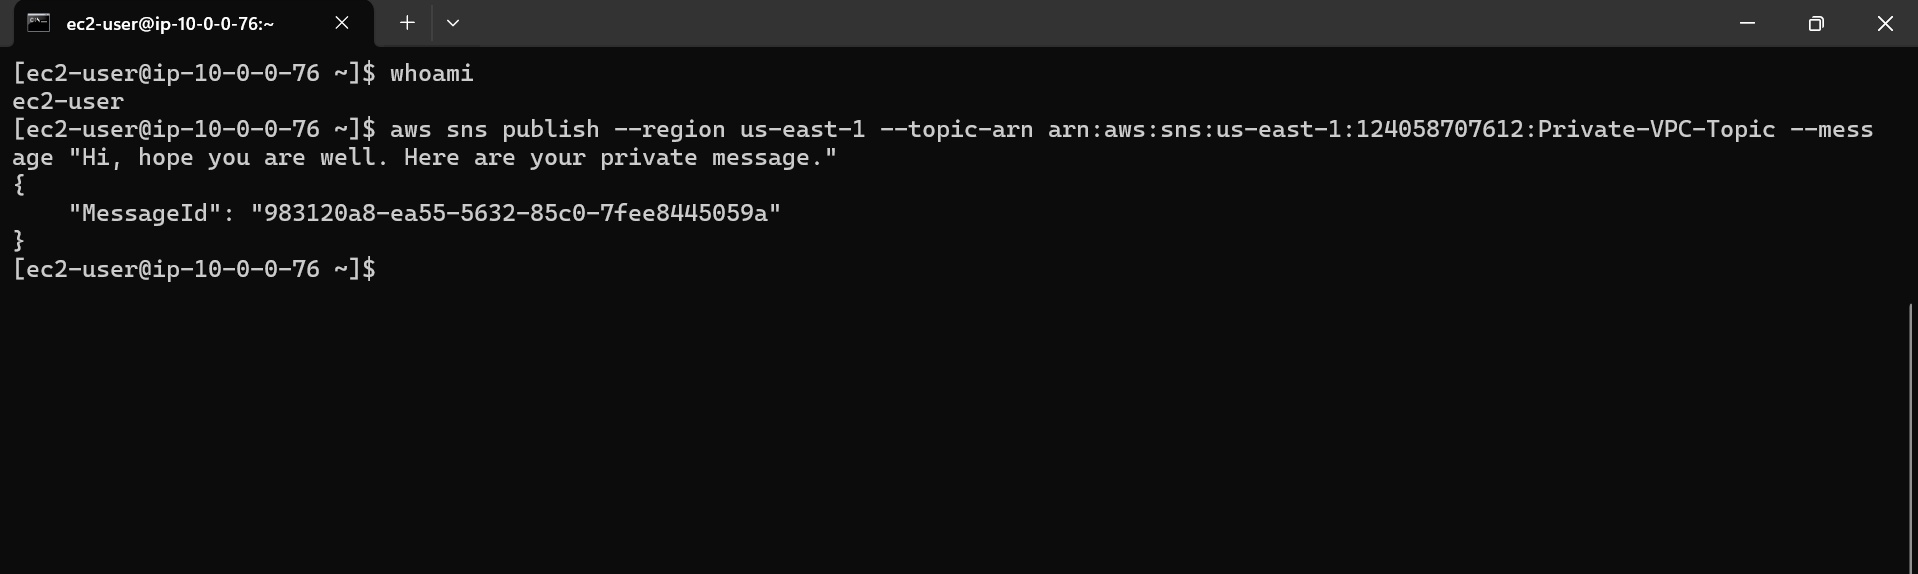 ec2-user@ip-10-0-0-76:~
[ec2-user@ip-10-0-0-76 ~]$ whoami
ec2-user
[ec2-user@ip-10-0-0-76 ~]$ aws sns publish --region us-east-1 --topic-arn arn:aws:sns:us-east-1:124058707612:Private-VPC-Topic --mess
age "Hi, hope you are well. Here are your private message."
{
    "MessageId": "983120a8-ea55-5632-85c0-7fee8445059a"
}
[ec2-user@ip-10-0-0-76 ~]$